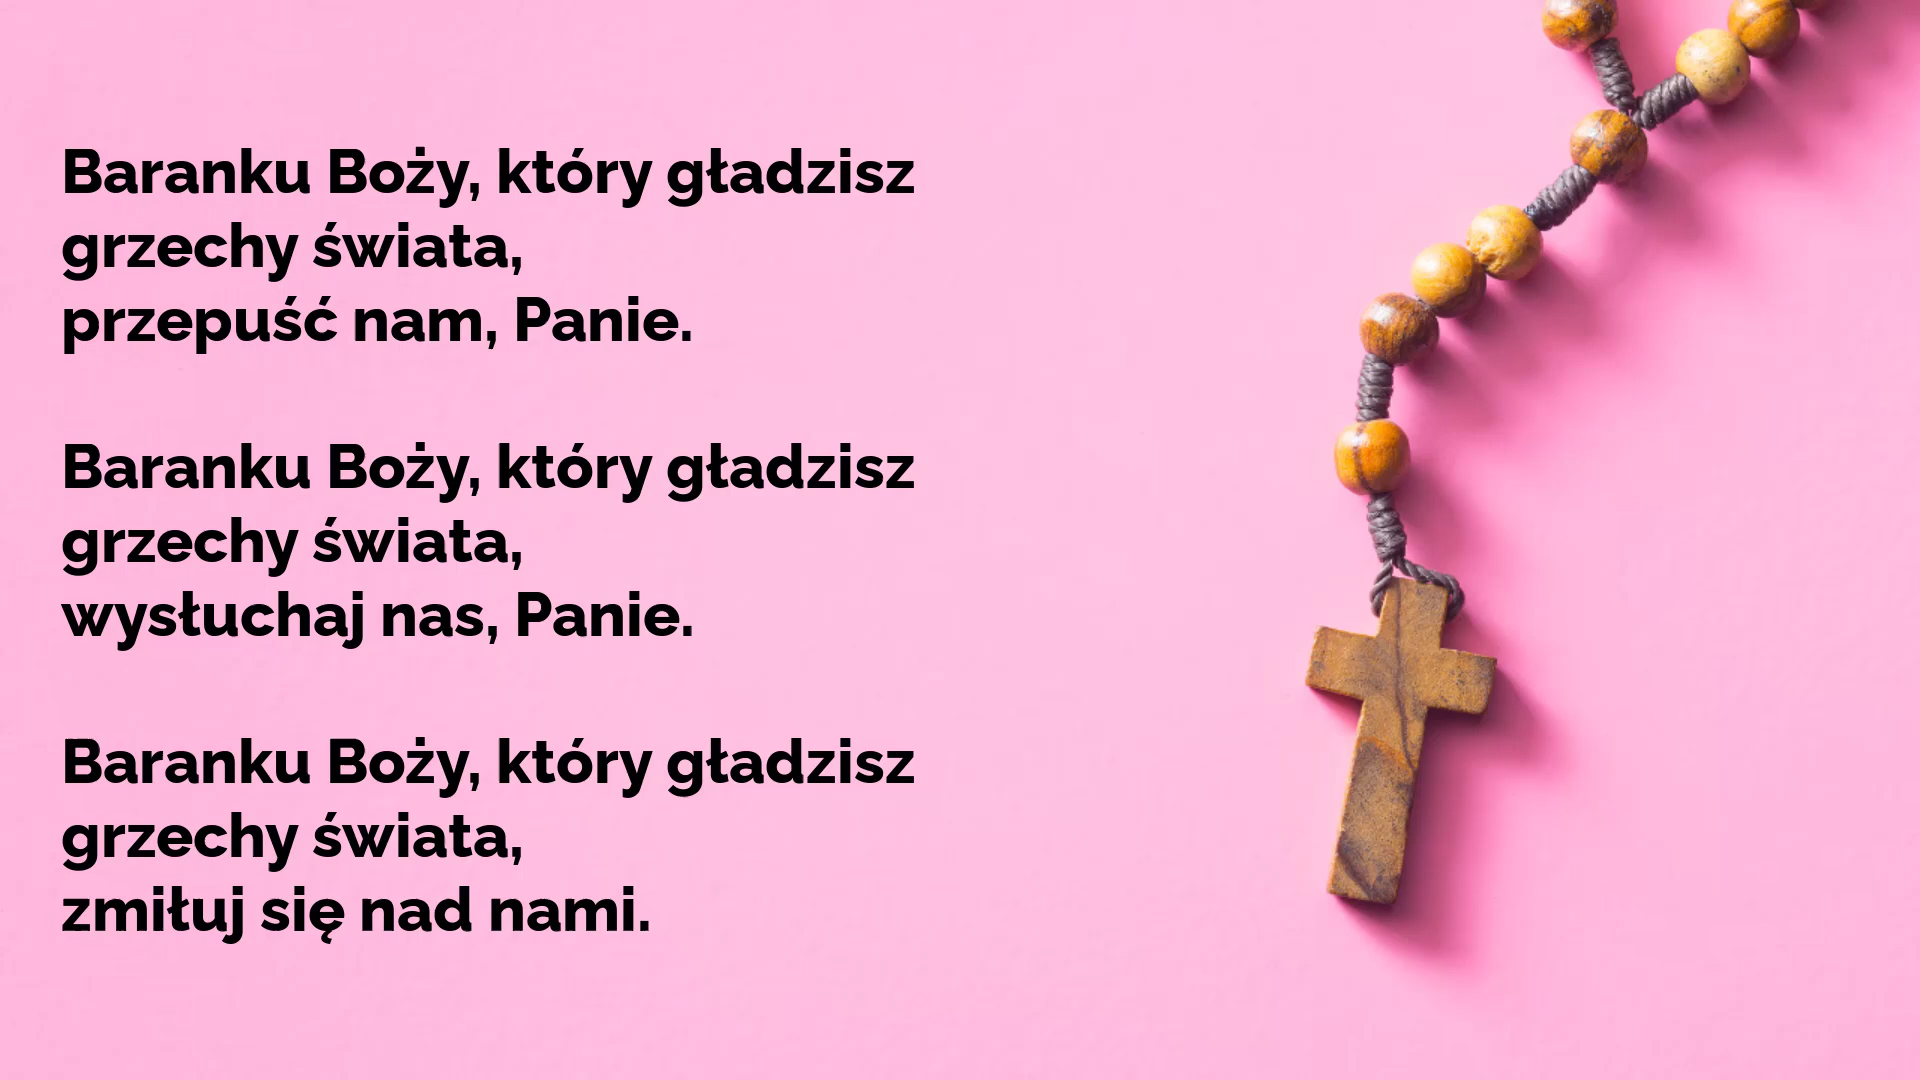 Baranku Boży, który gładzisz
grzechy świata,
przepuść nam, Panie.
Baranku Boży, który gładzisz
grzechy świata,
wysłuchaj nas, Panie.
Baranku Boży, który gładzisz
grzechy świata,
zmiłuj się nad nami.